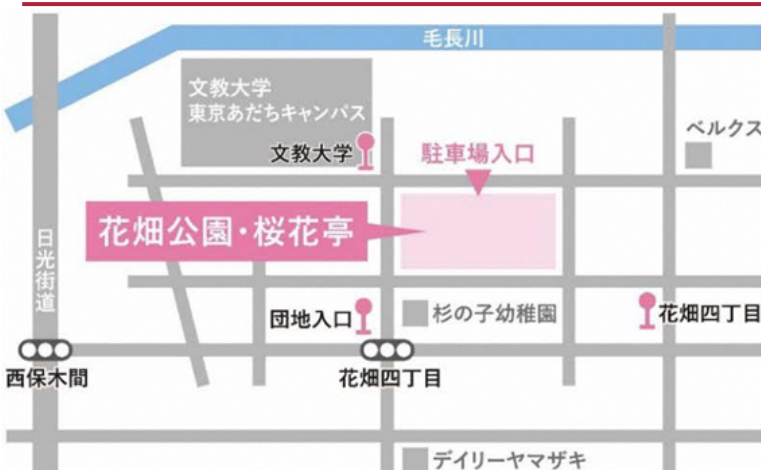 毛長川
文教大学
東京あだちキャンパス
ベルクス
文教大学
駐車場入口
花畑公園・桜花亭
日光街道
団地入口
杉の子幼稚園
花畑四丁目
西保木間
花畑四丁目
デイリーヤマザキ